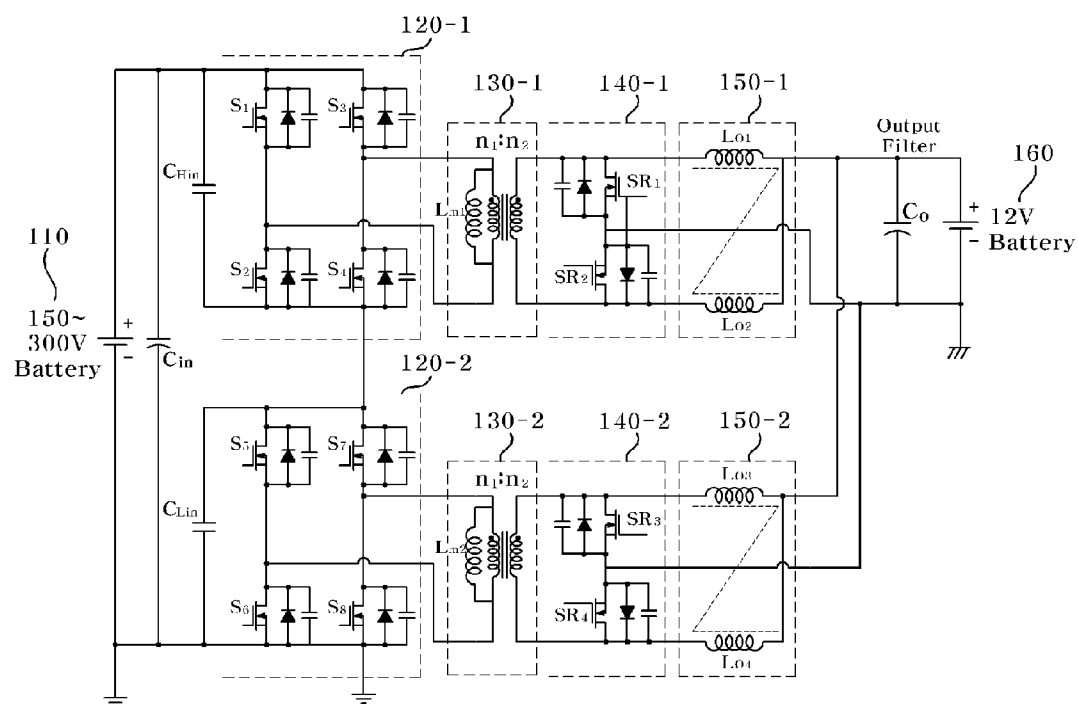 120-1
130-1
140-1
150-1
Output
Filter
160
n₁:n₂
S₁
S₃
Lo₁
SR₁
CHin
Lm1
Co
+
12V
-
Battery
110
S₂
S₄
SR₂
Lo₂
150~
300V
Battery
+
-
Cin
120-2
130-2
140-2
150-2
n₁:n₂
S₅
S₇
Lo₃
SR₃
CLin
Lm2
S₆
S₈
SR₄
Lo₄